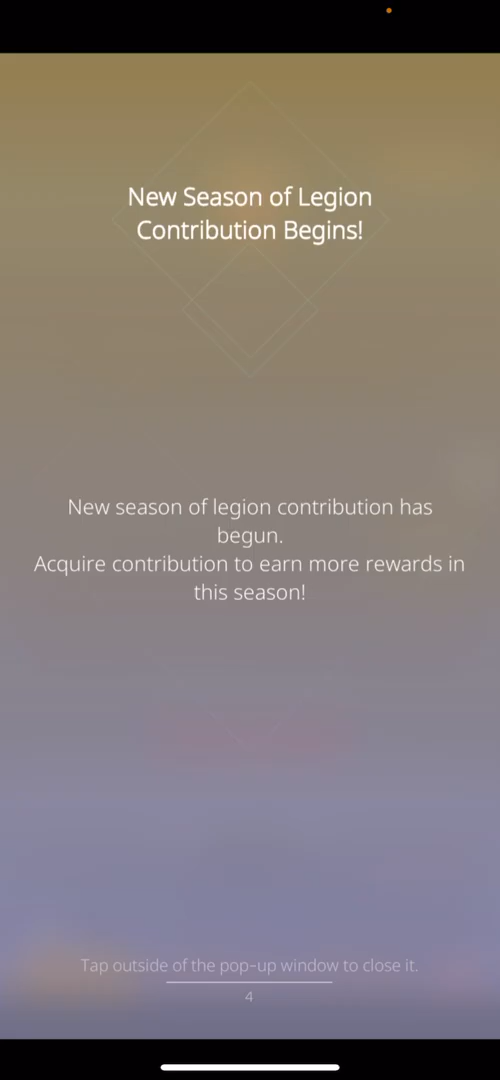 New Season of Legion
Contribution Begins!
New season of legion contribution has
begun.
Acquire contribution to earn more rewards in
this season!
Tap outside of the pop-up window to close it.
4